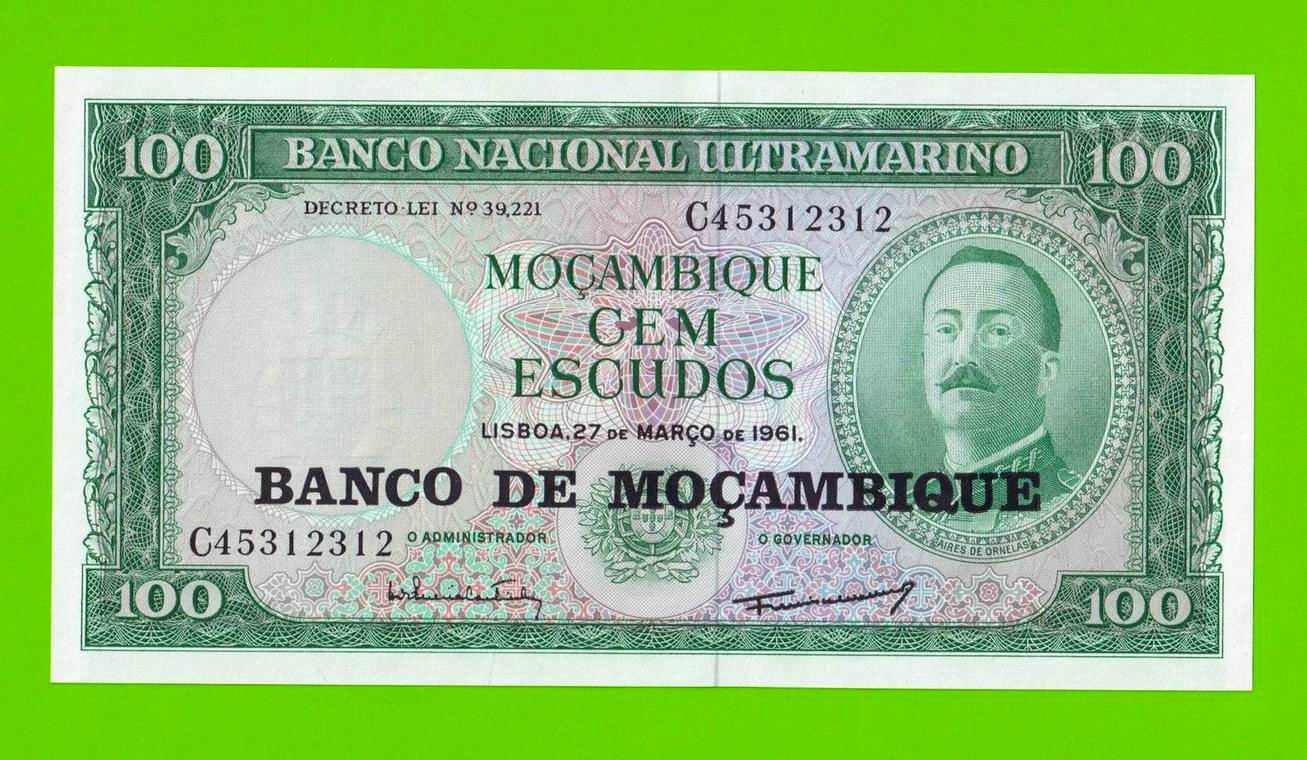 100 BANCO NACIONAL ULTRAMARINO 100
DECRETO-LEI Nº 39,221
C45312312
MOÇAMBIQUE
CEM
ESCUDOS
LISBOA, 27 DE MARÇO DE 1961.
BANCO DE MOÇAMBIQUE
C45312312
O ADMINISTRADOR
O GOVERNADOR
AIRES DE ORNELAS
100 100